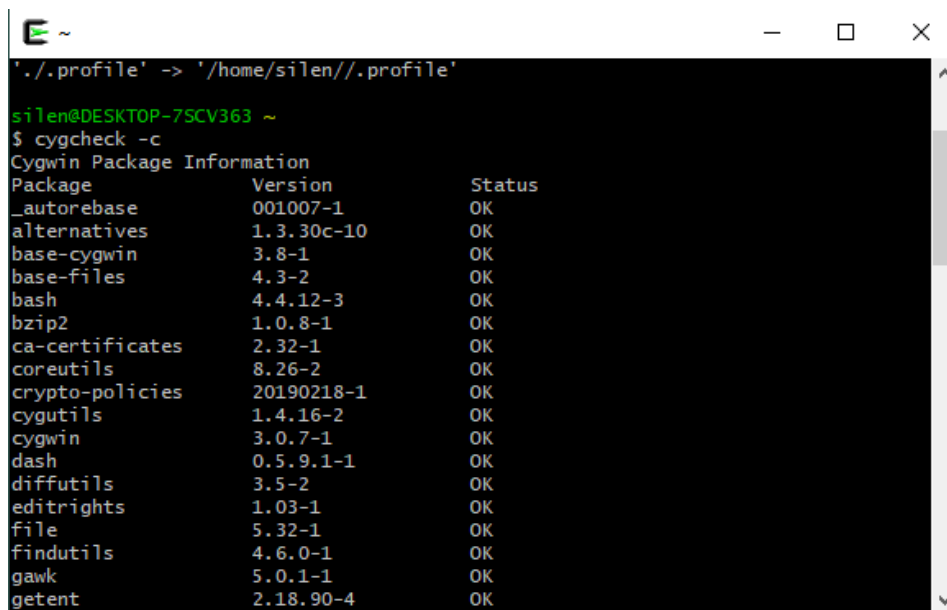 ~
'./.profile' -> '/home/silen//.profile'
silen@DESKTOP-7SCV363 ~
$ cygcheck -c
Cygwin Package Information
Package Version Status
_autorebase 001007-1 OK
alternatives 1.3.30c-10 OK
base-cygwin 3.8-1 OK
base-files 4.3-2 OK
bash 4.4.12-3 OK
bzip2 1.0.8-1 OK
ca-certificates 2.32-1 OK
coreutils 8.26-2 OK
crypto-policies 20190218-1 OK
cygutils 1.4.16-2 OK
cygwin 3.0.7-1 OK
dash 0.5.9.1-1 OK
diffutils 3.5-2 OK
editrights 1.03-1 OK
file 5.32-1 OK
findutils 4.6.0-1 OK
gawk 5.0.1-1 OK
getent 2.18.90-4 OK